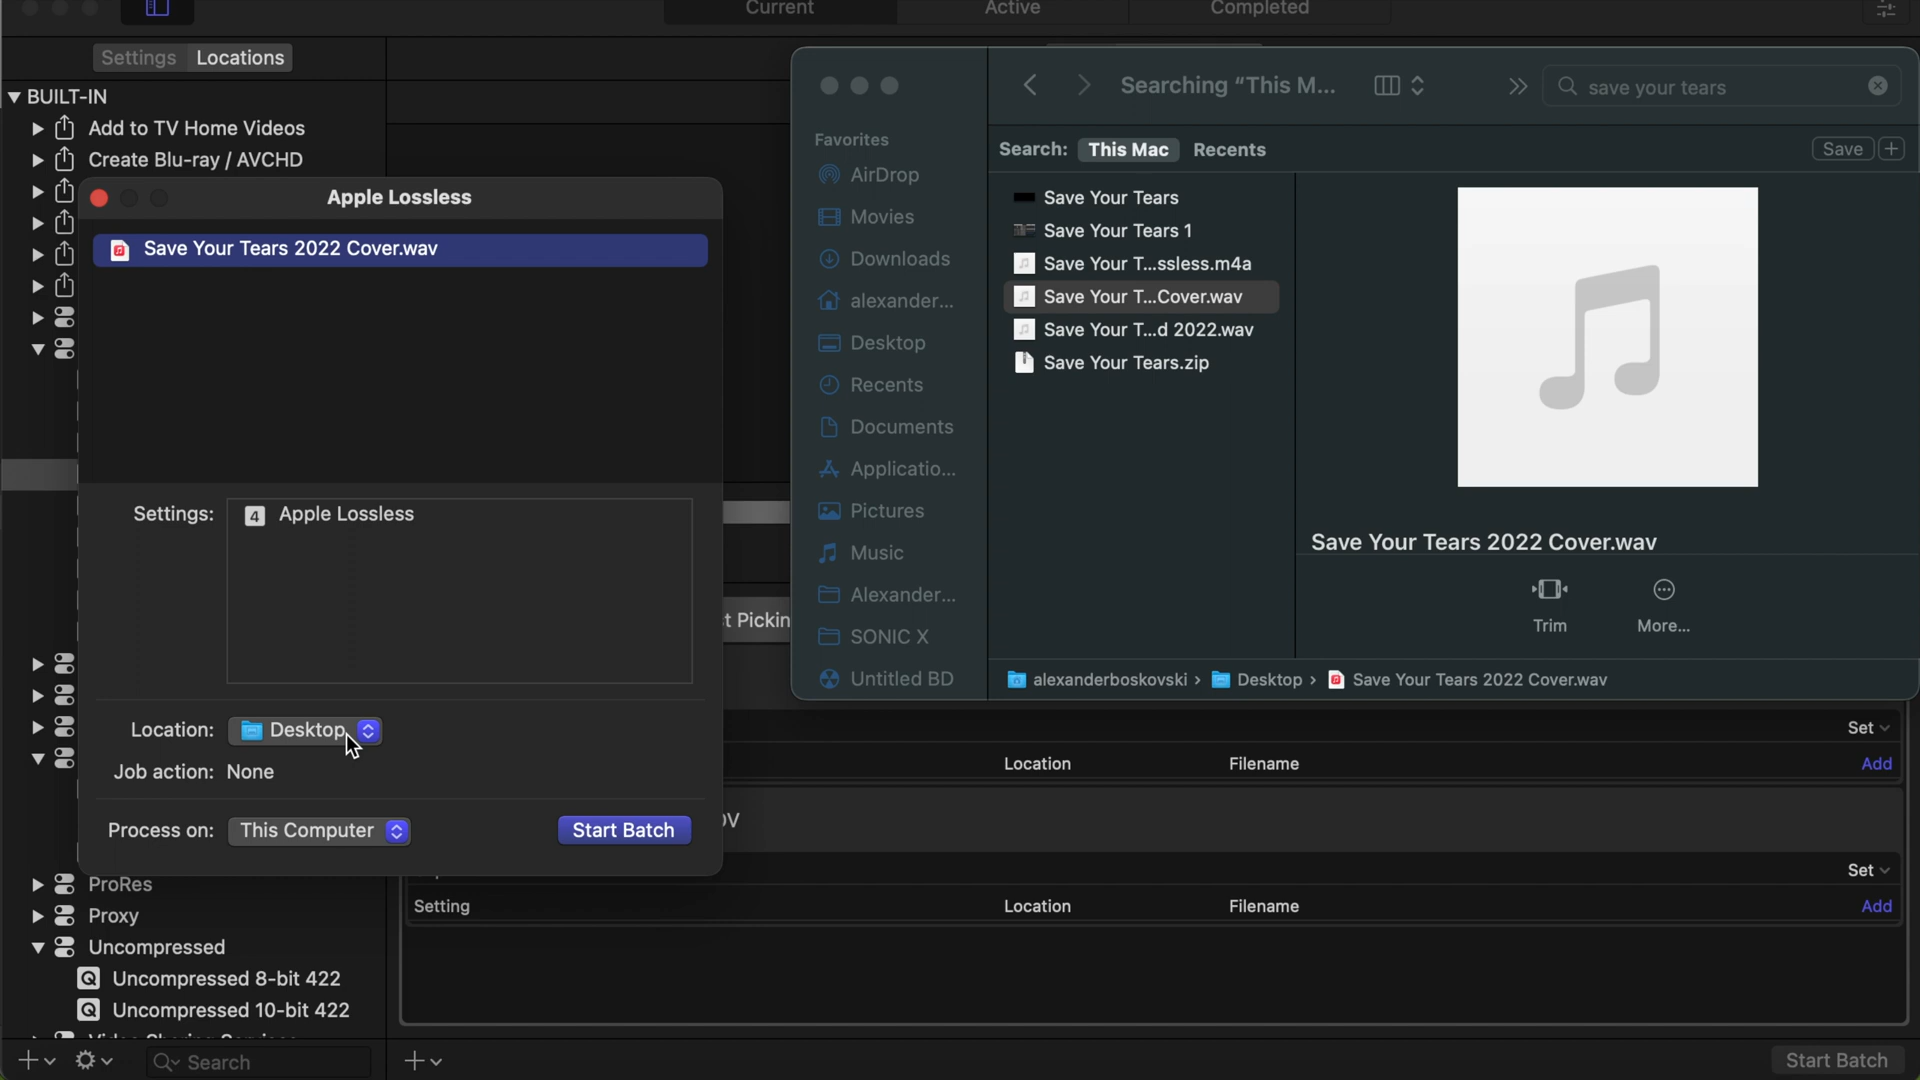 Current
Active
Completed
Settings
Locations
BUILT-IN
Add to TV Home Videos
Create Blu-ray / AVCHD
Apple Lossless
Save Your Tears 2022 Cover.wav
Settings:
4
Apple Lossless
Location:
Desktop
Job action:
None
Process on:
This Computer
Start Batch
ProRes
Proxy
Uncompressed
Q Uncompressed 8-bit 422
Q Uncompressed 10-bit 422
Search
Searching “This M...
save your tears
Search:
This Mac
Recents
Save
Favorites
AirDrop
Movies
Downloads
alexander...
Desktop
Recents
Documents
Applicatio...
Pictures
Music
Alexander...
SONIC X
Untitled BD
Save Your Tears
Save Your Tears 1
Save Your T...ssless.m4a
Save Your T...Cover.wav
Save Your T...d 2022.wav
Save Your Tears.zip
Save Your Tears 2022 Cover.wav
Trim
More...
alexanderboskovski › Desktop › Save Your Tears 2022 Cover.wav
t Pickin
Set
Location
Filename
Add
OV
Set
Setting
Location
Filename
Add
Start Batch